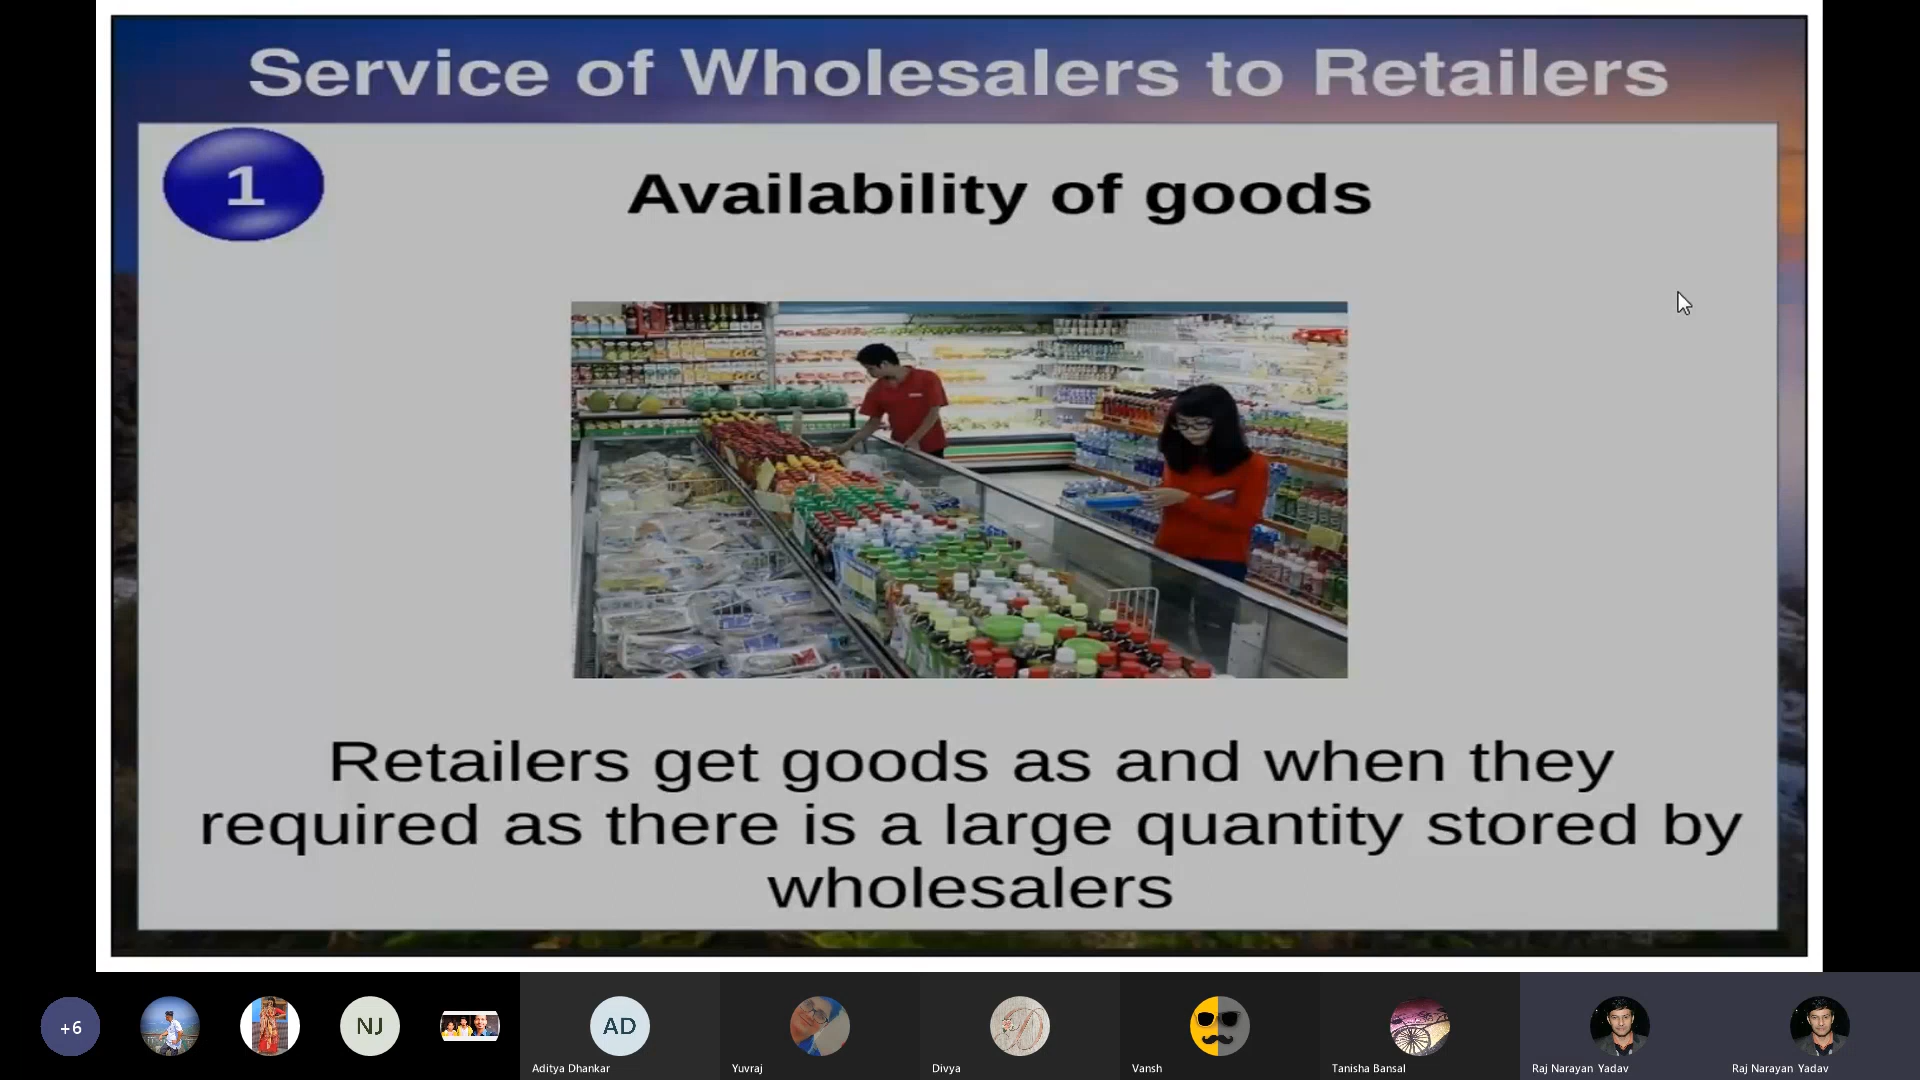 Service of Wholesalers to Retailers
1
Availability of goods
Retailers get goods as and when they
required as there is a large quantity stored by
wholesalers
+6
NJ
AD
Aditya Dhankar
Yuvraj
Divya
Vansh
Tanisha Bansal
Raj Narayan Yadav
Raj Narayan Yadav